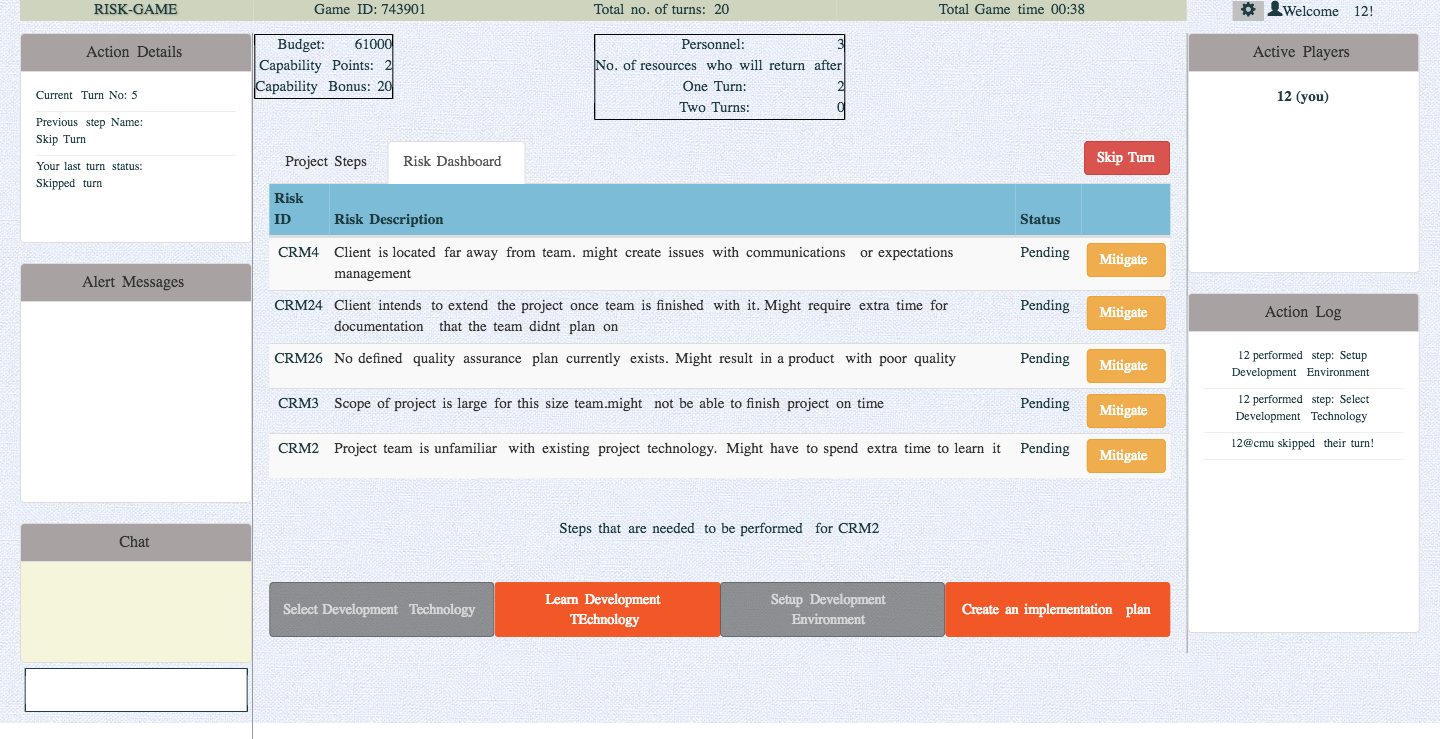 RISK-GAME Game ID: 743901 Total no. of turns: 20 Total Game time 00:38 Welcome 12!
Action Details
Current Turn No: 5
Previous step Name:
Skip Turn
Your last turn status:
Skipped turn
Alert Messages
Chat
Budget: 61000
Capability Points: 2
Capability Bonus: 20
Personnel: 3
No. of resources who will return after
One Turn: 2
Two Turns: 0
Project Steps Risk Dashboard Skip Turn
Risk
ID Risk Description Status
CRM4 Client is located far away from team. might create issues with communications or expectations Pending Mitigate
management
CRM24 Client intends to extend the project once team is finished with it. Might require extra time for Pending Mitigate
documentation that the team didnt plan on
CRM26 No defined quality assurance plan currently exists. Might result in a product with poor quality Pending Mitigate
CRM3 Scope of project is large for this size team.might not be able to finish project on time Pending Mitigate
CRM2 Project team is unfamiliar with existing project technology. Might have to spend extra time to learn it Pending Mitigate
Steps that are needed to be performed for CRM2
Select Development Technology
Learn Development
TEchnology
Setup Development
Environment
Create an implementation plan
Active Players
12 (you)
Action Log
12 performed step: Setup
Development Environment
12 performed step: Select
Development Technology
12@cmu skipped their turn!